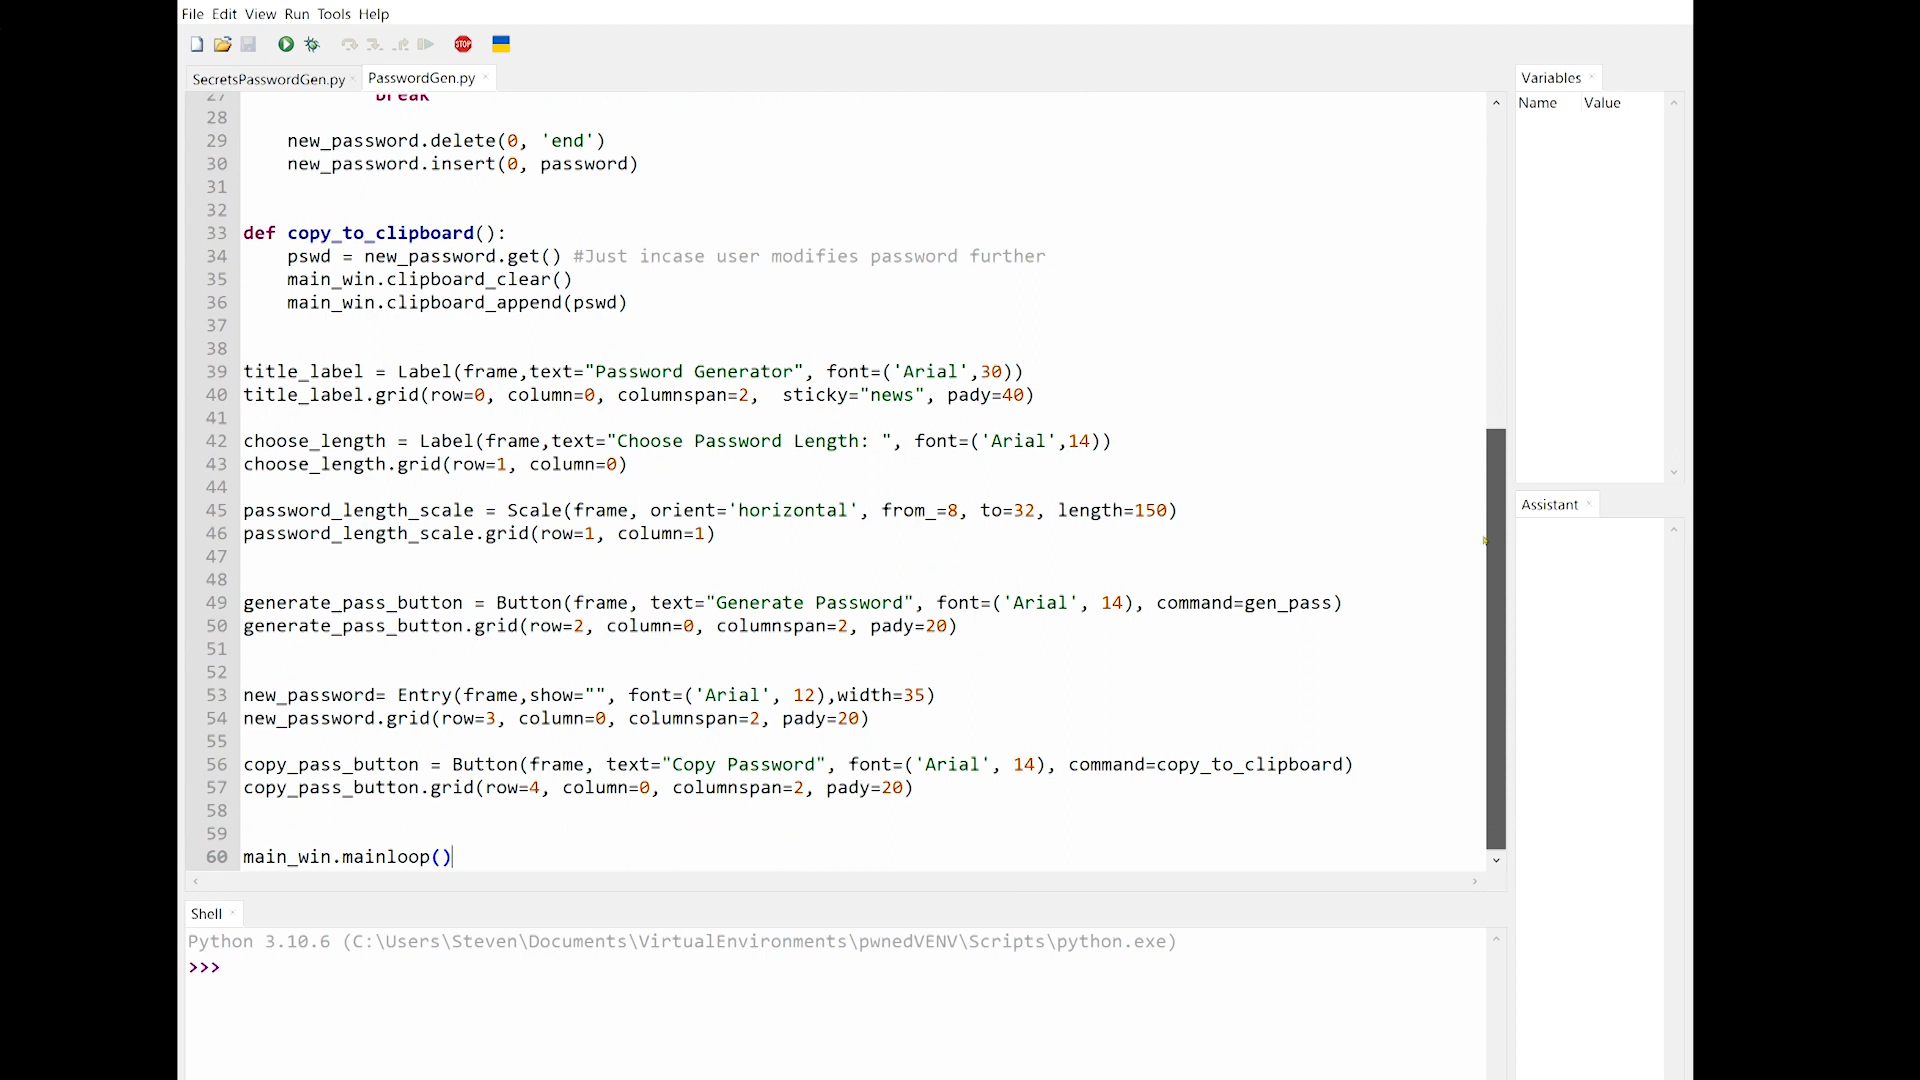 File Edit View Run Tools Help
STOP
SecretsPasswordGen.py × PasswordGen.py ×
27 break
28
29 new_password.delete(0, 'end')
30 new_password.insert(0, password)
31
32
33 def copy_to_clipboard():
34 pswd = new_password.get() #Just incase user modifies password further
35 main_win.clipboard_clear()
36 main_win.clipboard_append(pswd)
37
38
39 title_label = Label(frame,text="Password Generator", font=('Arial',30))
40 title_label.grid(row=0, column=0, columnspan=2,  sticky="news", pady=40)
41
42 choose_length = Label(frame,text="Choose Password Length: ", font=('Arial',14))
43 choose_length.grid(row=1, column=0)
44
45 password_length_scale = Scale(frame, orient='horizontal', from_=8, to=32, length=150)
46 password_length_scale.grid(row=1, column=1)
47
48
49 generate_pass_button = Button(frame, text="Generate Password", font=('Arial', 14), command=gen_pass)
50 generate_pass_button.grid(row=2, column=0, columnspan=2, pady=20)
51
52
53 new_password= Entry(frame,show="", font=('Arial', 12),width=35)
54 new_password.grid(row=3, column=0, columnspan=2, pady=20)
55
56 copy_pass_button = Button(frame, text="Copy Password", font=('Arial', 14), command=copy_to_clipboard)
57 copy_pass_button.grid(row=4, column=0, columnspan=2, pady=20)
58
59
60 main_win.mainloop()
Shell ×
Python 3.10.6 (C:\Users\Steven\Documents\VirtualEnvironments\pwnedVENV\Scripts\python.exe)
>>>
Variables ×
Name Value
Assistant ×